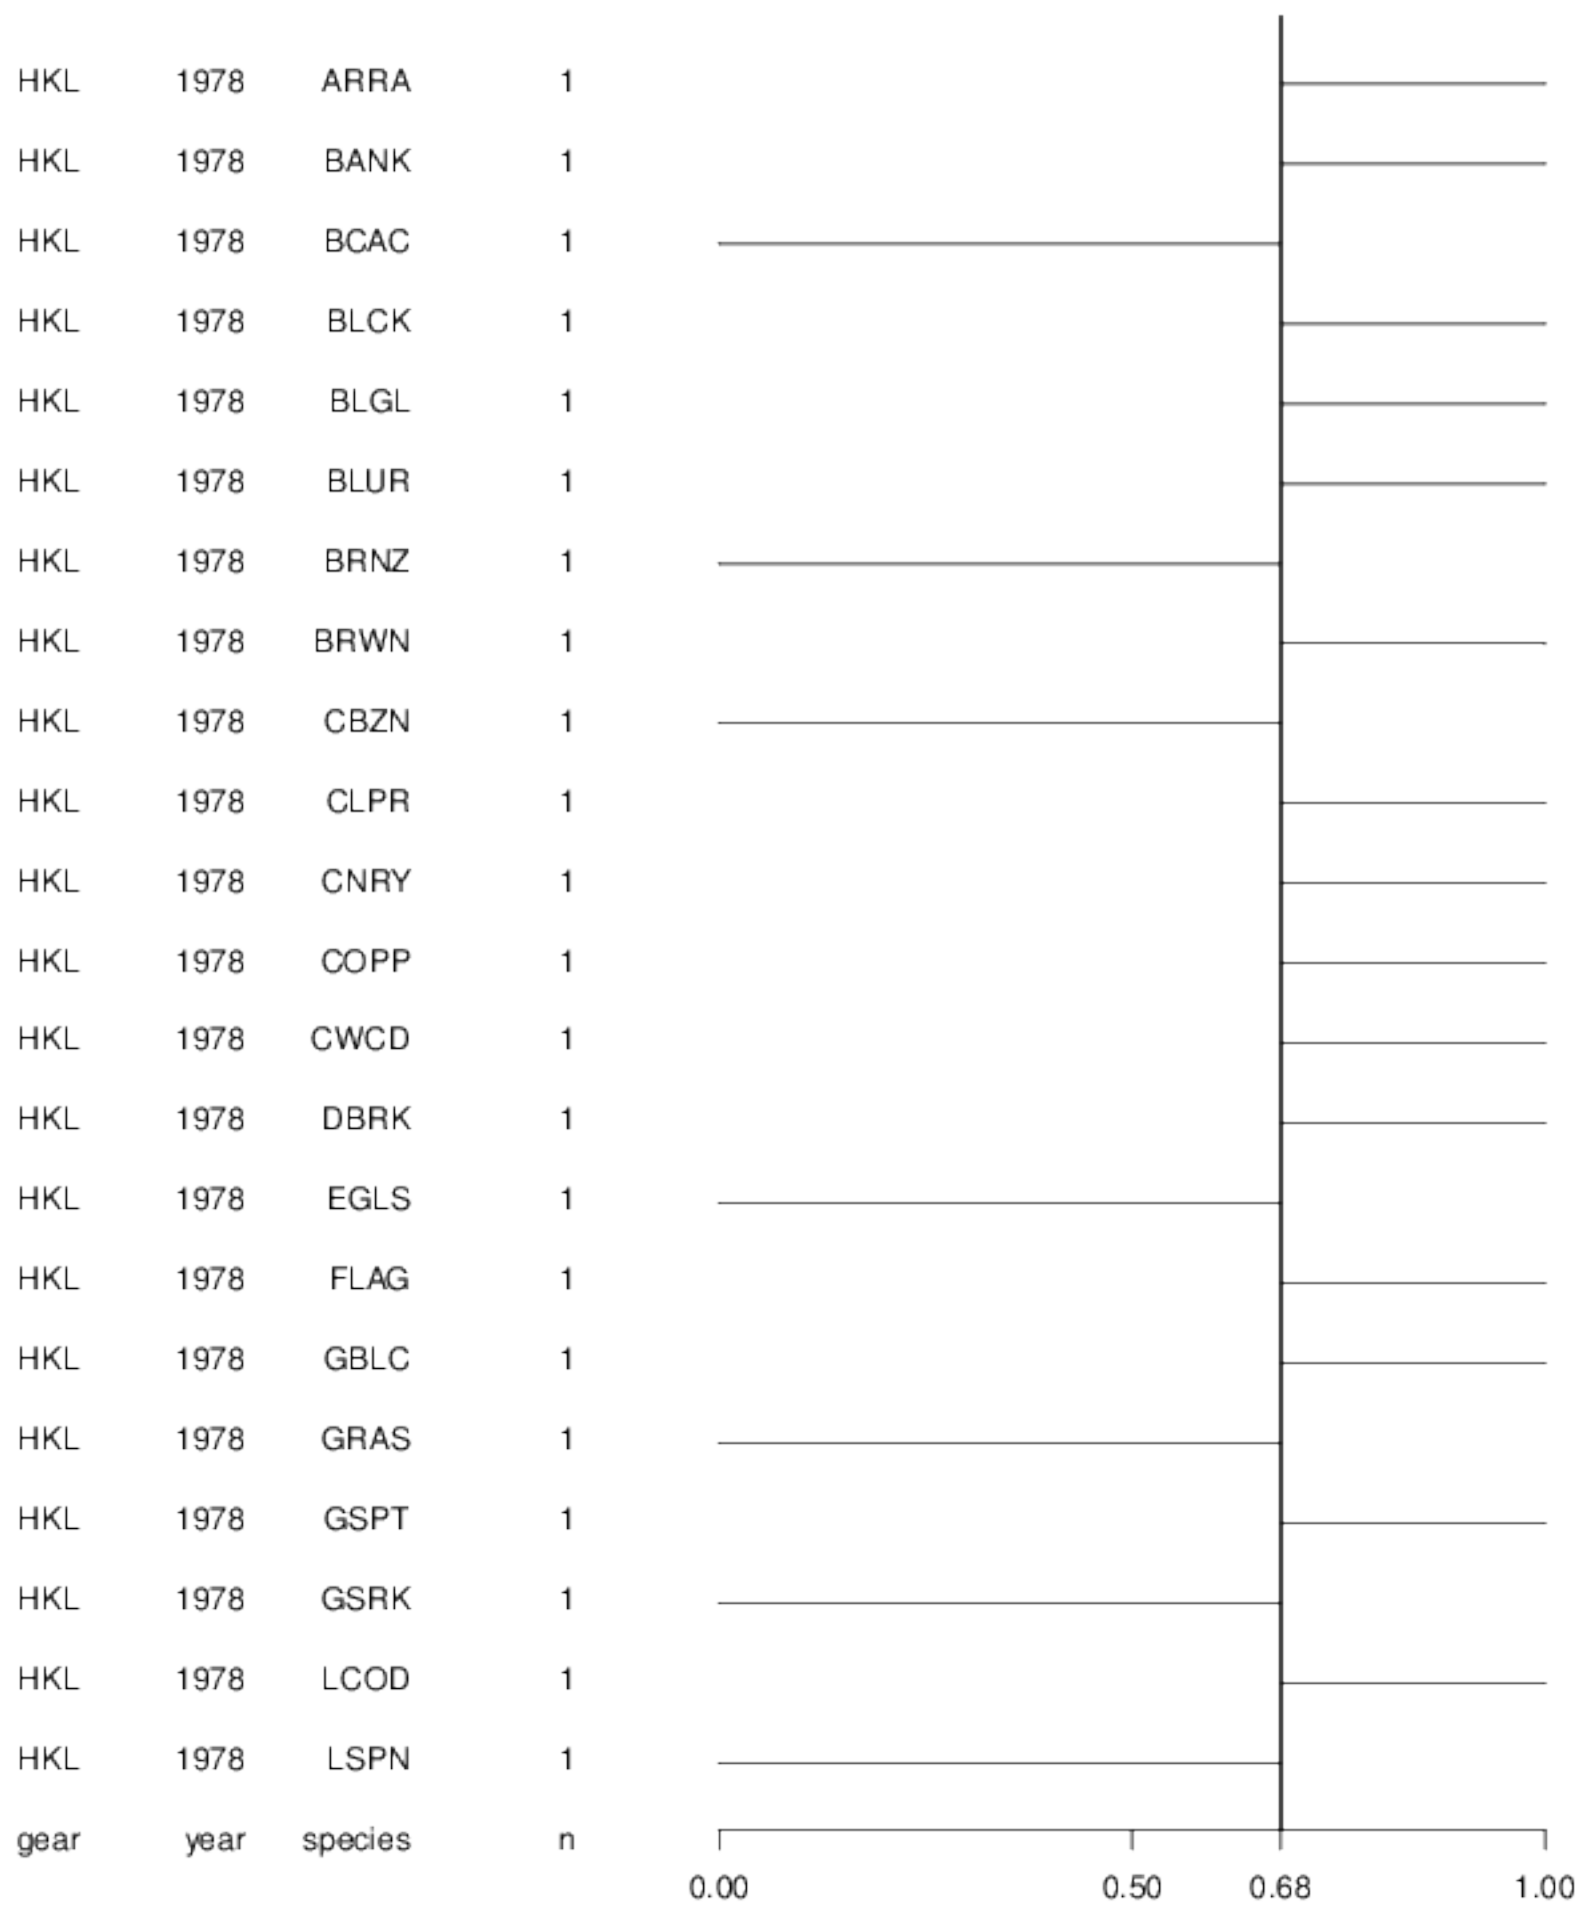 HKL 1978 ARRA 1
HKL 1978 BANK 1
HKL 1978 BCAC 1
HKL 1978 BLCK 1
HKL 1978 BLGL 1
HKL 1978 BLUR 1
HKL 1978 BRNZ 1
HKL 1978 BRWN 1
HKL 1978 CBZN 1
HKL 1978 CLPR 1
HKL 1978 CNRY 1
HKL 1978 COPP 1
HKL 1978 CWCD 1
HKL 1978 DBRK 1
HKL 1978 EGLS 1
HKL 1978 FLAG 1
HKL 1978 GBLC 1
HKL 1978 GRAS 1
HKL 1978 GSPT 1
HKL 1978 GSRK 1
HKL 1978 LCOD 1
HKL 1978 LSPN 1
gear year species n
0.00 0.50 0.68 1.00